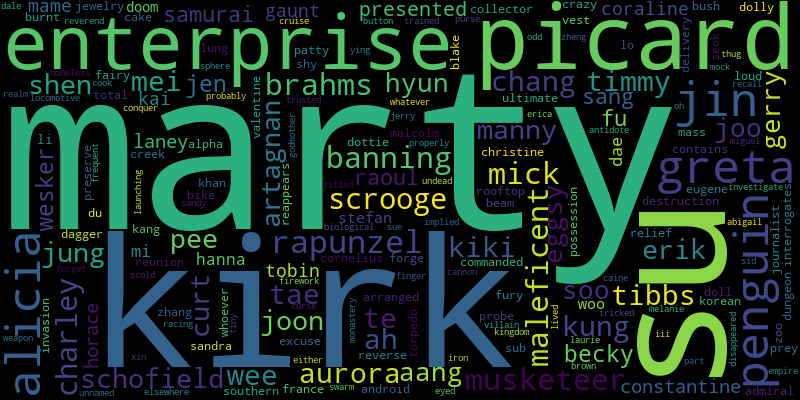 dale
mame
jewelry
doom
samurai
gaunt
presented
collector
crazy
coraline
bush
dolly
burnt
reverend
cake
cruise
button
trained
purse
vest
enterprise
picard
lung
patty
shy
ying
blake
odd
zheng
seok
lo
delivery
mock
thug
loud
fairy
sphere
shen
mei
jen
brahms
hyun
chang
timmy
jin
gerry
homeless
cook
kai
realm
locomotive
total
probably
valentine
trusted
whatever
ultimate
sang
oh
recall
conquer
marty
jerry
erica
manny
fu
joo
miguel
antidote
mass
wesker
li
preserve
frequent
laney
alpha
creek
artagnan
godmother
dottie
malcolm
properly
banning
christine
dae
contains
greta
khan
raoul
undead
mick
eggsy
eugene
investigate
du
launching
bike
sandy
titled
scrooge
rooftop
beam
destruction
dagger
kang
reappears
stefan
biological
sue
implied
possession
abigail
alicia
jung
mi
pee
hanna
rapunzel
cornelius
forge
kiki
maleficent
relief
erik
sun
penguin
journalist
interrogates
dungeon
sid
forget
reunion
scold
kirk
tobin
firework
finger
commanded
cannon
lived
caine
invasion
charley
horace
zhang
racing
curt
whoever
tiny
tae
curse
arranged
probe
fury
soo
woo
tibbs
doll
korean
zoo
prey
joon
monastery
te
torpedo
villain
kingdom
tricked
melanie
disappeared
weapon
xin
sandra
excuse
ah
reverse
sub
kung
laurie
becky
iii
part
schofield
wee
either
aurora
aang
iron
brown
empire
unnamed
elsewhere
southern
france
swarm
android
eyed
musketeer
constantine
admiral